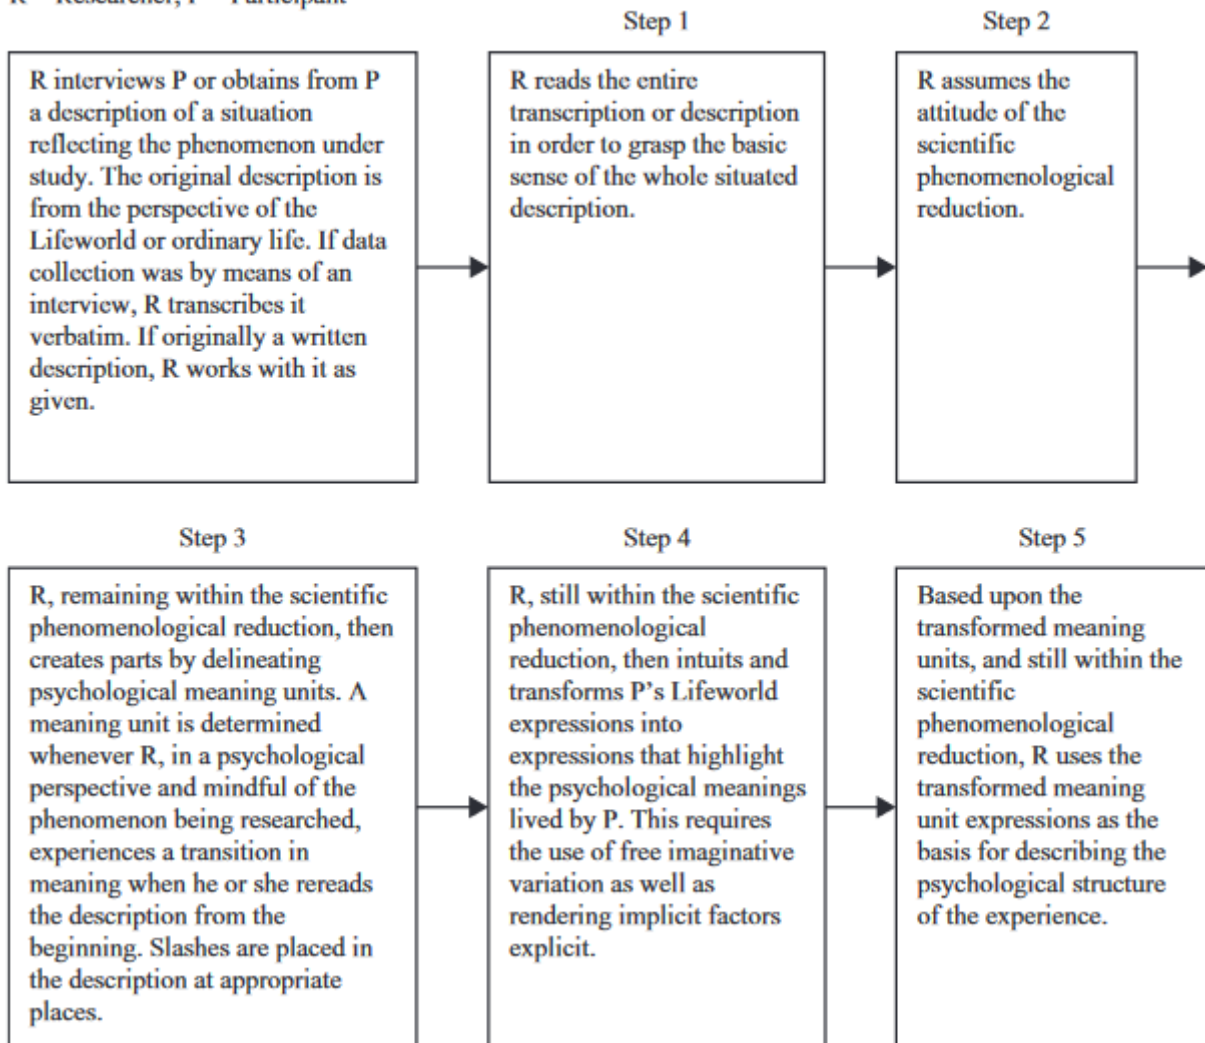 Step 1
Step 2
R interviews P or obtains from P
a description of a situation
reflecting the phenomenon under
study. The original description is
from the perspective of the
Lifeworld or ordinary life. If data
collection was by means of an
interview, R transcribes it
verbatim. If originally a written
description, R works with it as
given.
R reads the entire
transcription or description
in order to grasp the basic
sense of the whole situated
description.
R assumes the
attitude of the
scientific
phenomenological
reduction.
Step 3
Step 4
Step 5
R, remaining within the scientific
phenomenological reduction, then
creates parts by delineating
psychological meaning units. A
meaning unit is determined
whenever R, in a psychological
perspective and mindful of the
phenomenon being researched,
experiences a transition in
meaning when he or she rereads
the description from the
beginning. Slashes are placed in
the description at appropriate
places.
R, still within the scientific
phenomenological
reduction, then intuits and
transforms P's Lifeworld
expressions into
expressions that highlight
the psychological meanings
lived by P. This requires
the use of free imaginative
variation as well as
rendering implicit factors
explicit.
Based upon the
transformed meaning
units, and still within the
scientific
phenomenological
reduction, R uses the
transformed meaning
unit expressions as the
basis for describing the
psychological structure
of the experience.